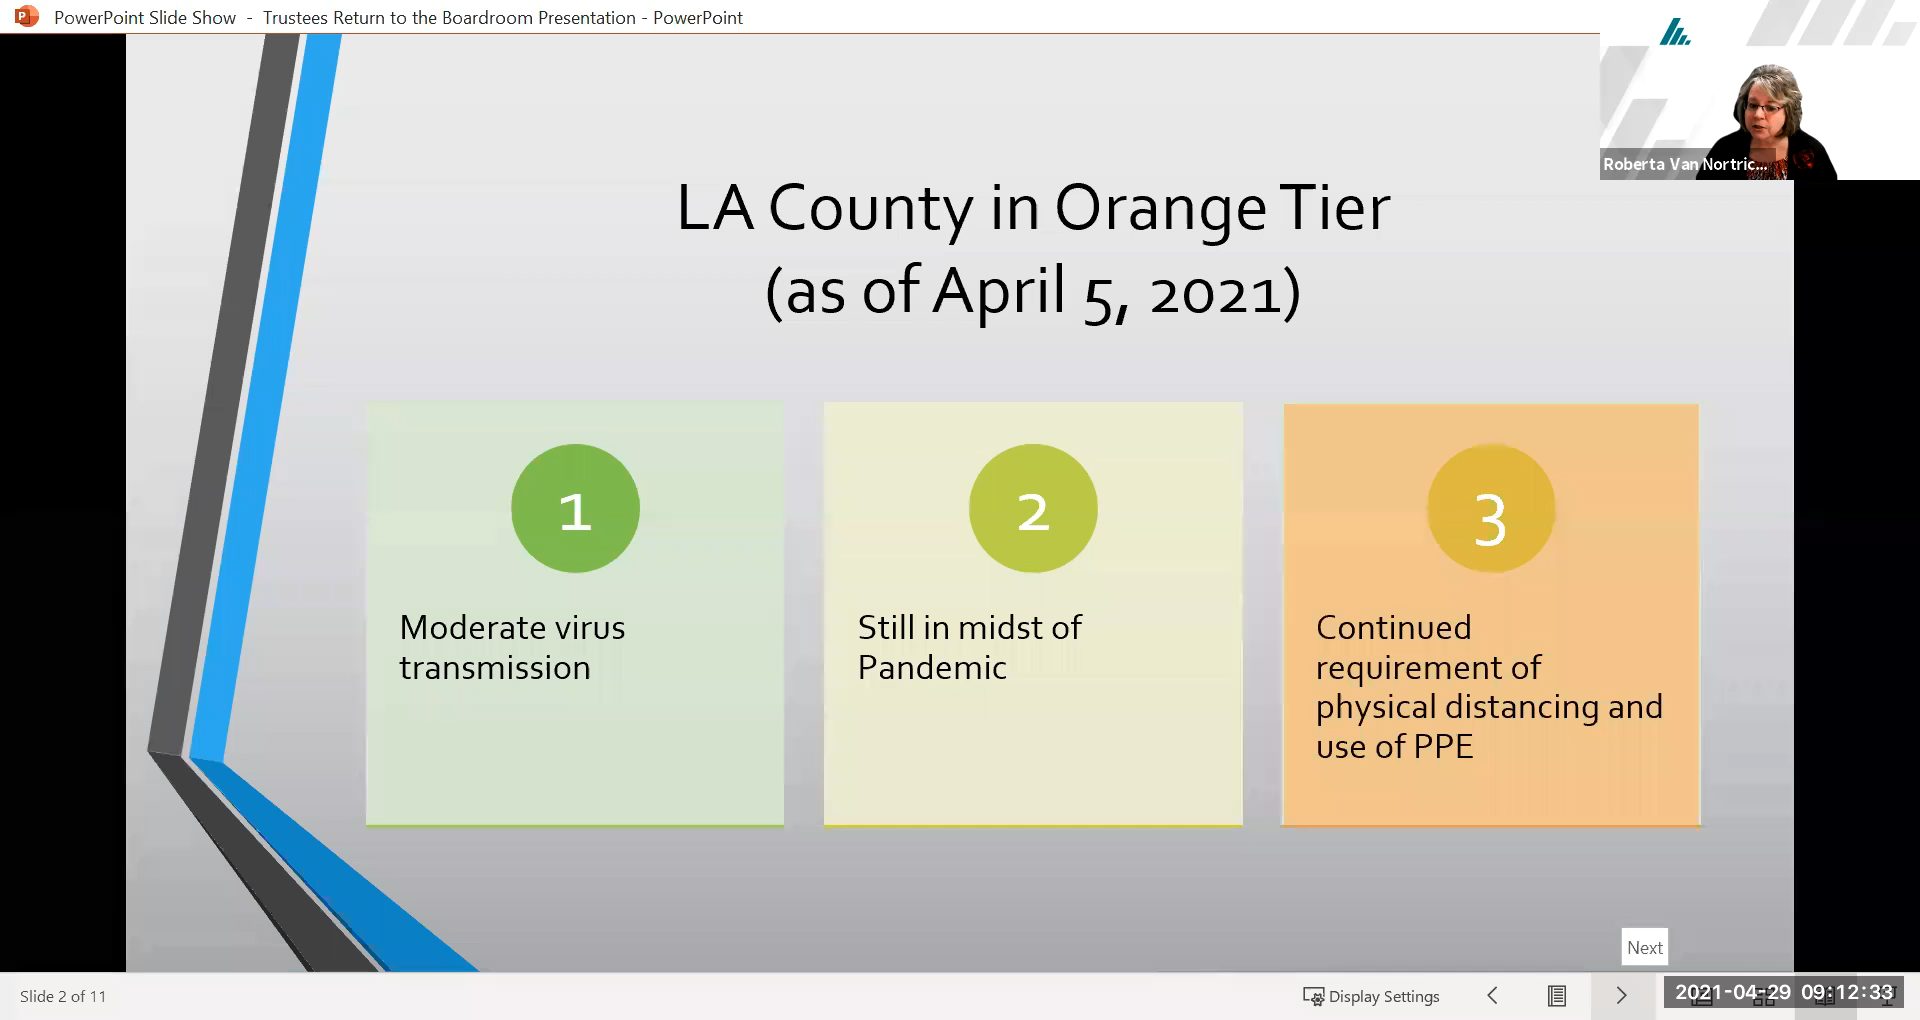 PowerPoint Slide Show - Trustees Return to the Boardroom Presentation - PowerPoint
Roberta Van Nortric...
LA County in Orange Tier
(as of April 5, 2021)
1
Moderate virus
transmission
2
Still in midst of
Pandemic
3
Continued
requirement of
physical distancing and
use of PPE
Next
Slide 2 of 11
Display Settings
2021-04-29 09:12:33